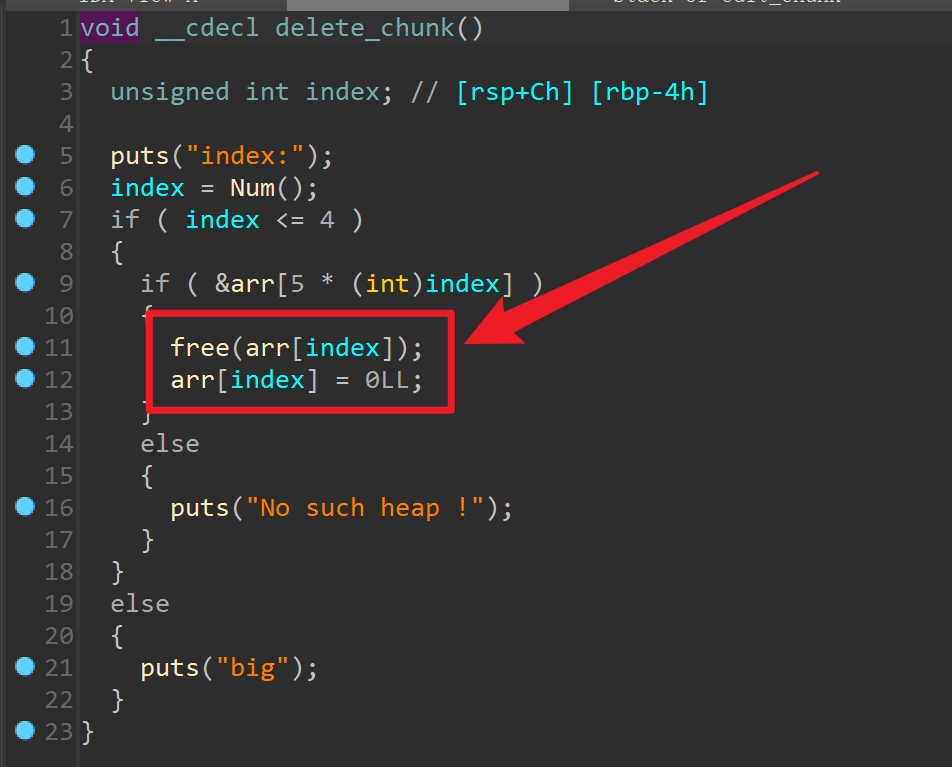 1 void __cdecl delete_chunk()
2 {
3 unsigned int index; // [rsp+Ch] [rbp-4h]
4
5 puts("index:");
6 index = Num();
7 if ( index <= 4 )
8 {
9 if ( &arr[5 * (int)index] )
10 {
11 free(arr[index]);
12 arr[index] = 0LL;
13 }
14 else
15 {
16 puts("No such heap !");
17 }
18 }
19 else
20 {
21 puts("big");
22 }
23 }